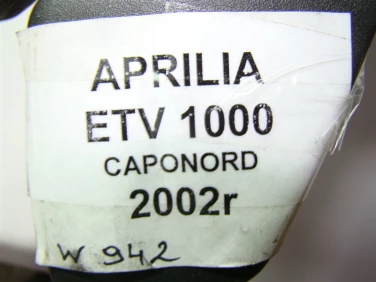 APRILIA
ETV 1000
CAPONORD
2002r
W 942